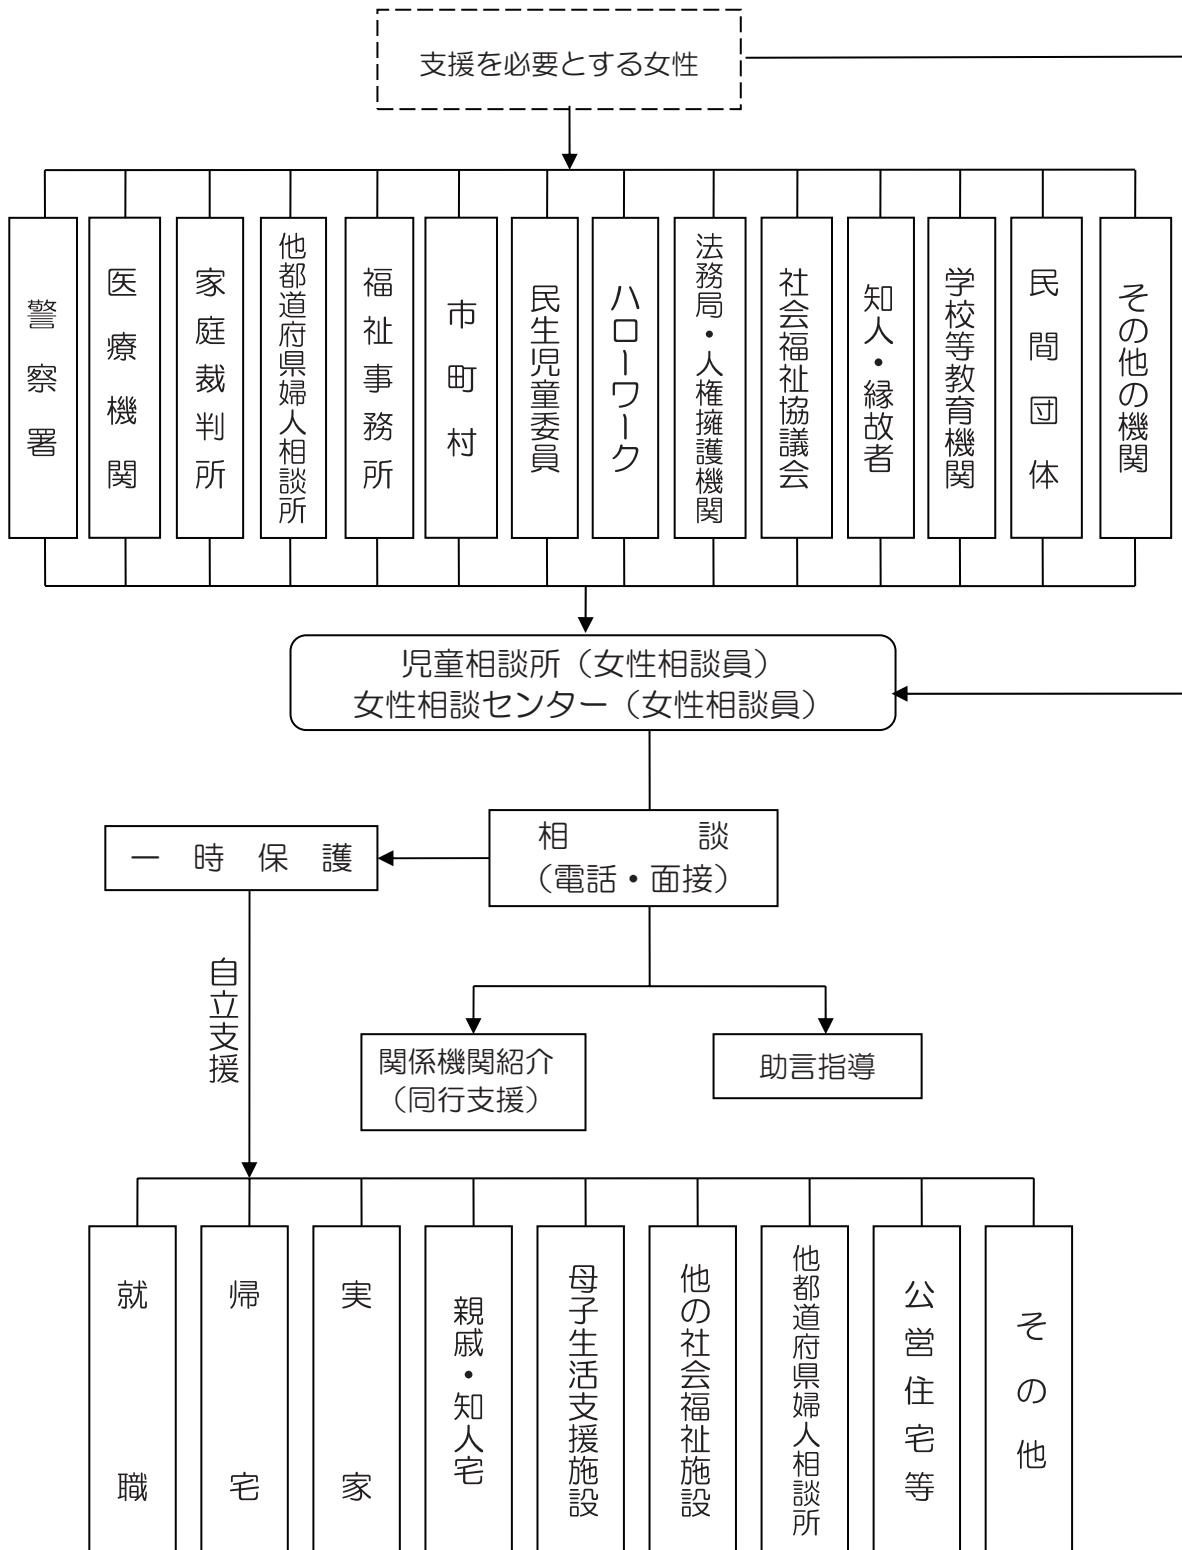 支援を必要とする女性
警察署
医療機関
家庭裁判所
他都道府県婦人相談所
福祉事務所
市町村
民生児童委員
ハローワーク
法務局・人権擁護機関
社会福祉協議会
知人・縁故者
学校等教育機関
民間団体
その他の機関
児童相談所（女性相談員）
女性相談センター（女性相談員）
相談
（電話・面接）
一時保護
自立支援
関係機関紹介
（同行支援）
助言指導
就職
帰宅
実家
親戚・知人宅
母子生活支援施設
他の社会福祉施設
他都道府県婦人相談所
公営住宅等
その他